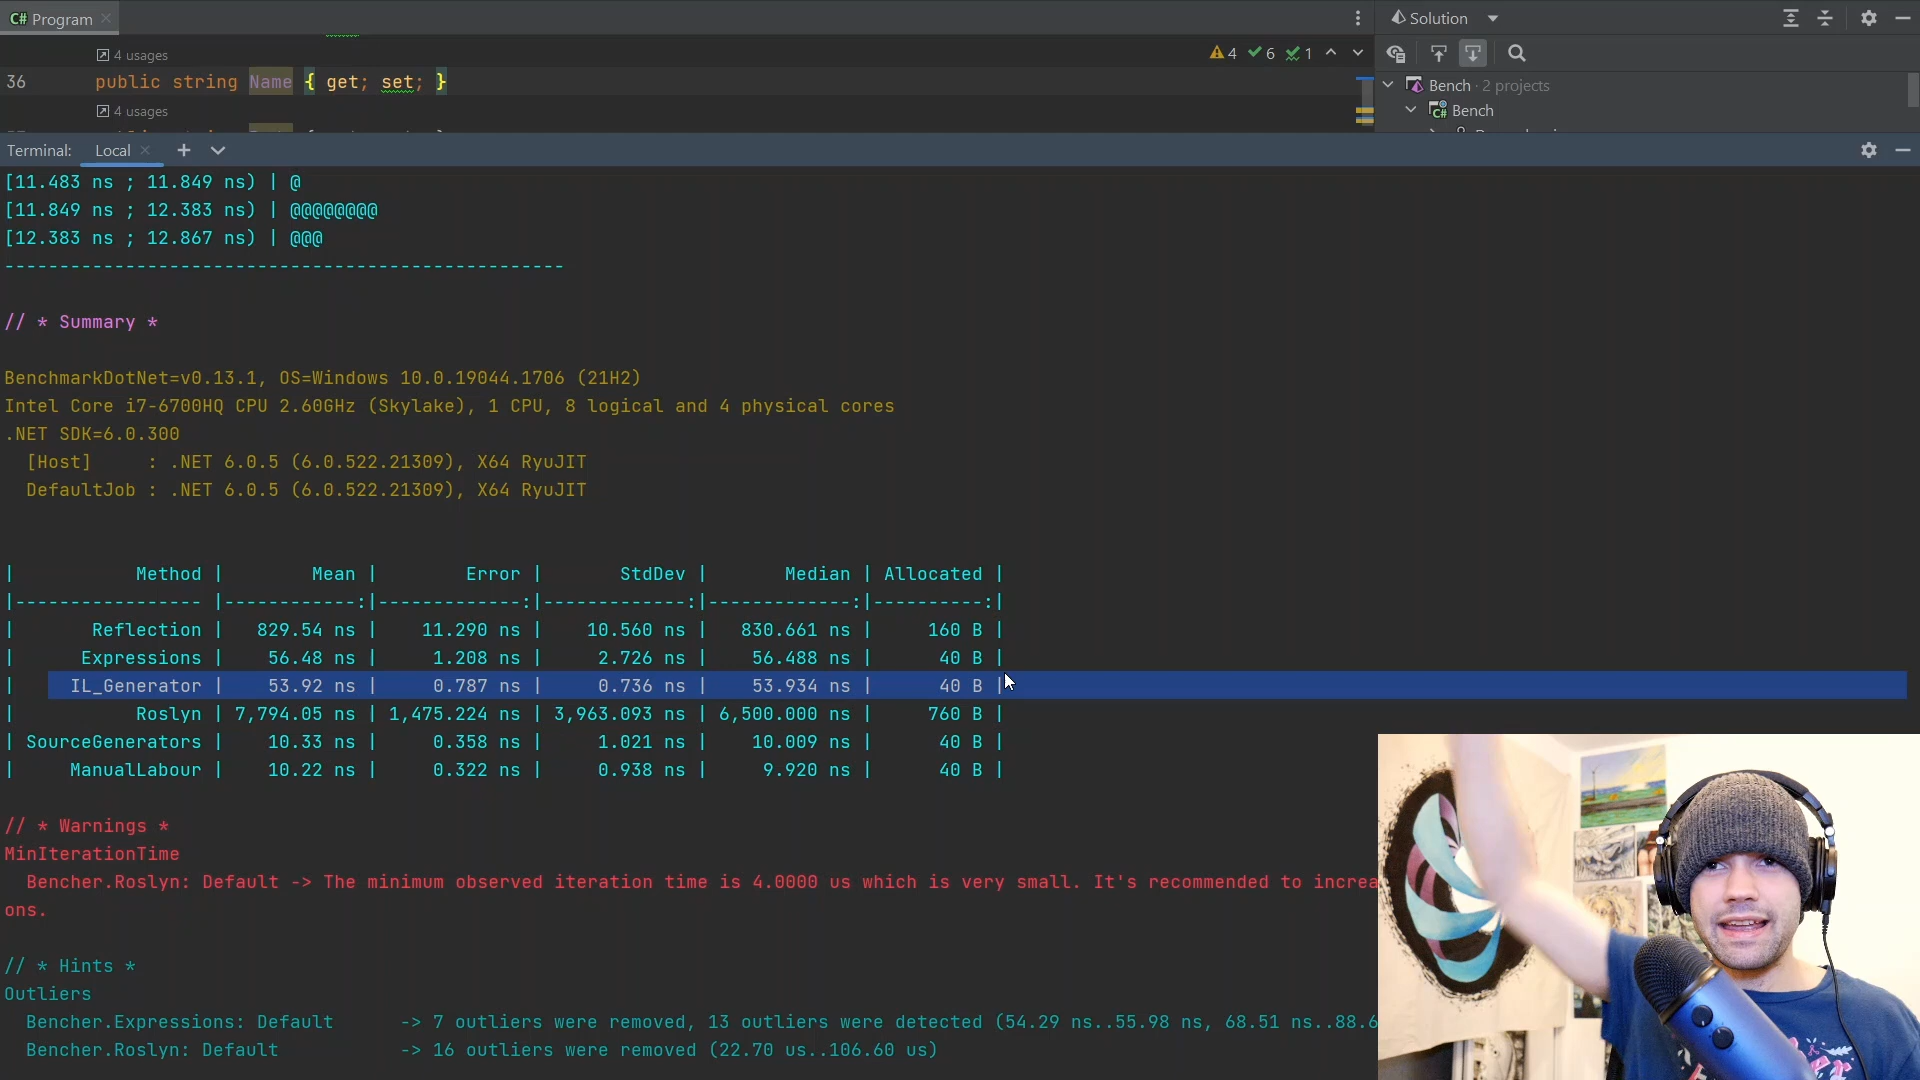 C# Program
Solution
4 usages
4 6 1
36 public string Name { get; set; }
Bench · 2 projects
4 usages
C# Bench
Terminal: Local
[11.483 ns ; 11.849 ns) | @
[11.849 ns ; 12.383 ns) | @@@@@@@@
[12.383 ns ; 12.867 ns) | @@@
---------------------------------------------------
// * Summary *
BenchmarkDotNet=v0.13.1, OS=Windows 10.0.19044.1706 (21H2)
Intel Core i7-6700HQ CPU 2.60GHz (Skylake), 1 CPU, 8 logical and 4 physical cores
.NET SDK=6.0.300
[Host] : .NET 6.0.5 (6.0.522.21309), X64 RyuJIT
DefaultJob : .NET 6.0.5 (6.0.522.21309), X64 RyuJIT
| Method | Mean | Error | StdDev | Median | Allocated |
|----------------- |------------:|-------------:|-------------:|-------------:|----------:|
| Reflection | 829.54 ns | 11.290 ns | 10.560 ns | 830.661 ns | 160 B |
| Expressions | 56.48 ns | 1.208 ns | 2.726 ns | 56.488 ns | 40 B |
| IL_Generator | 53.92 ns | 0.787 ns | 0.736 ns | 53.934 ns | 40 B |
| Roslyn | 7,794.05 ns | 1,475.224 ns | 3,963.093 ns | 6,500.000 ns | 760 B |
| SourceGenerators | 10.33 ns | 0.358 ns | 1.021 ns | 10.009 ns | 40 B |
| ManualLabour | 10.22 ns | 0.322 ns | 0.938 ns | 9.920 ns | 40 B |
// * Warnings *
MinIterationTime
Bencher.Roslyn: Default -> The minimum observed iteration time is 4.0000 us which is very small. It's recommended to increa
ons.
// * Hints *
Outliers
Bencher.Expressions: Default -> 7 outliers were removed, 13 outliers were detected (54.29 ns..55.98 ns, 68.51 ns..88.6
Bencher.Roslyn: Default -> 16 outliers were removed (22.70 us..106.60 us)